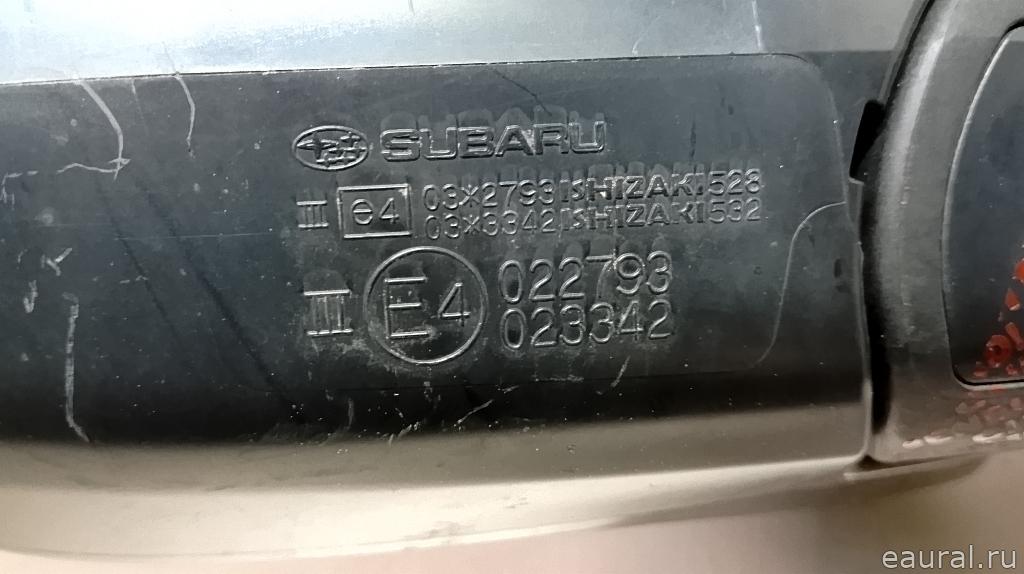 SUBARU
III e4 03*2793 ISHIZAKI 528
03*3342 ISHIZAKI 532
III E4 022793
023342
eaural.ru